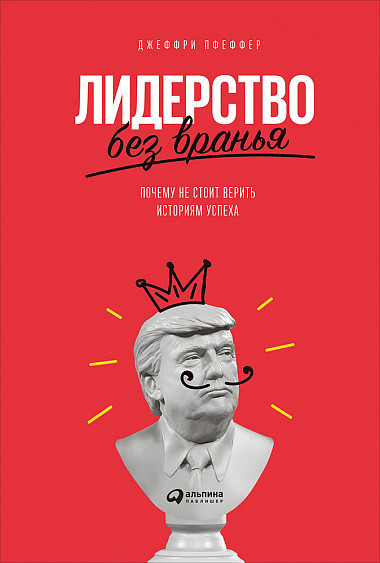 ДЖЕФФРИ ПФЕФФЕР
ЛИДЕРСТВО
без вранья
ПОЧЕМУ НЕ СТОИТ ВЕРИТЬ
ИСТОРИЯМ УСПЕХА
альпина
ПАБЛИШЕР